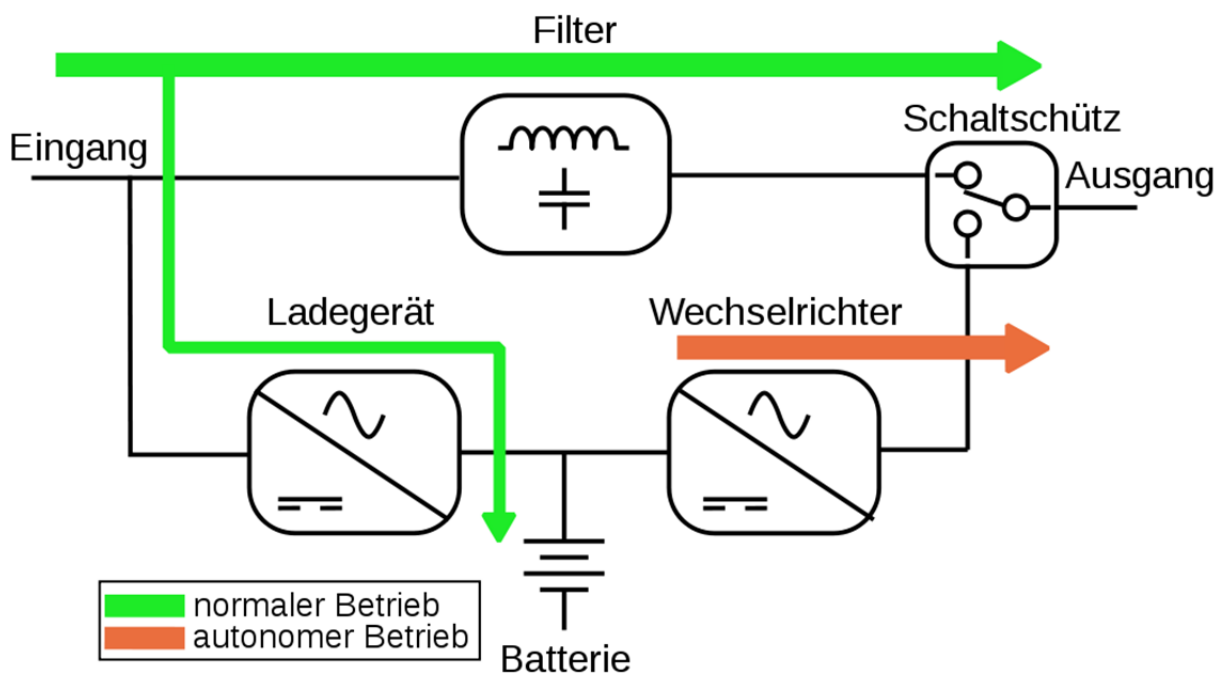 Filter
Schaltschütz
Eingang
Ausgang
Ladegerät
Wechselrichter
normaler Betrieb
autonomer Betrieb
Batterie